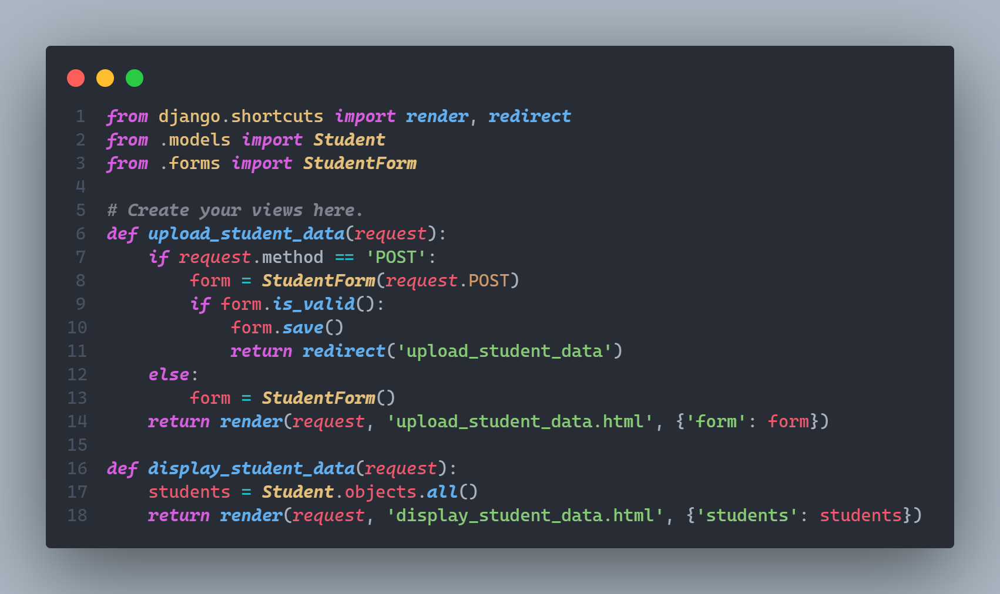 1 from django.shortcuts import render, redirect
2 from .models import Student
3 from .forms import StudentForm
4
5 # Create your views here.
6 def upload_student_data(request):
7     if request.method == 'POST':
8         form = StudentForm(request.POST)
9         if form.is_valid():
10             form.save()
11             return redirect('upload_student_data')
12     else:
13         form = StudentForm()
14     return render(request, 'upload_student_data.html', {'form': form})
15
16 def display_student_data(request):
17     students = Student.objects.all()
18     return render(request, 'display_student_data.html', {'students': students})